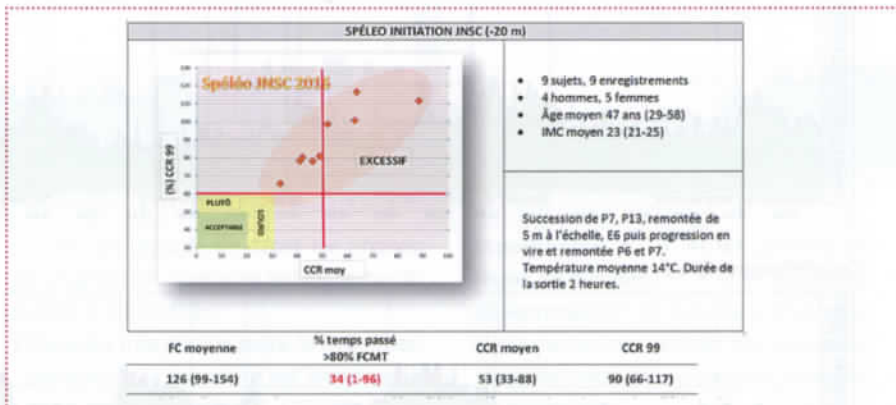 SPÉLEO INITIATION JNSC (-20 m)
Spéléo JNSC 2015
(%) CCR 99
EXCESSIF
PLUTÔ
ACCEPTABLE
LOURD
CCR moy
• 9 sujets, 9 enregistrements
• 4 hommes, 5 femmes
• Âge moyen 47 ans (29-58)
• IMC moyen 23 (21-25)
Succession de P7, P13, remontée de
5 m à l'échelle, E6 puis progression en
vire et remontée P6 et P7.
Température moyenne 14°C. Durée de
la sortie 2 heures.
FC moyenne
% temps passé
>80% FCMT
CCR moyen
CCR 99
126 (99-154)
34 (1-96)
53 (33-88)
90 (66-117)